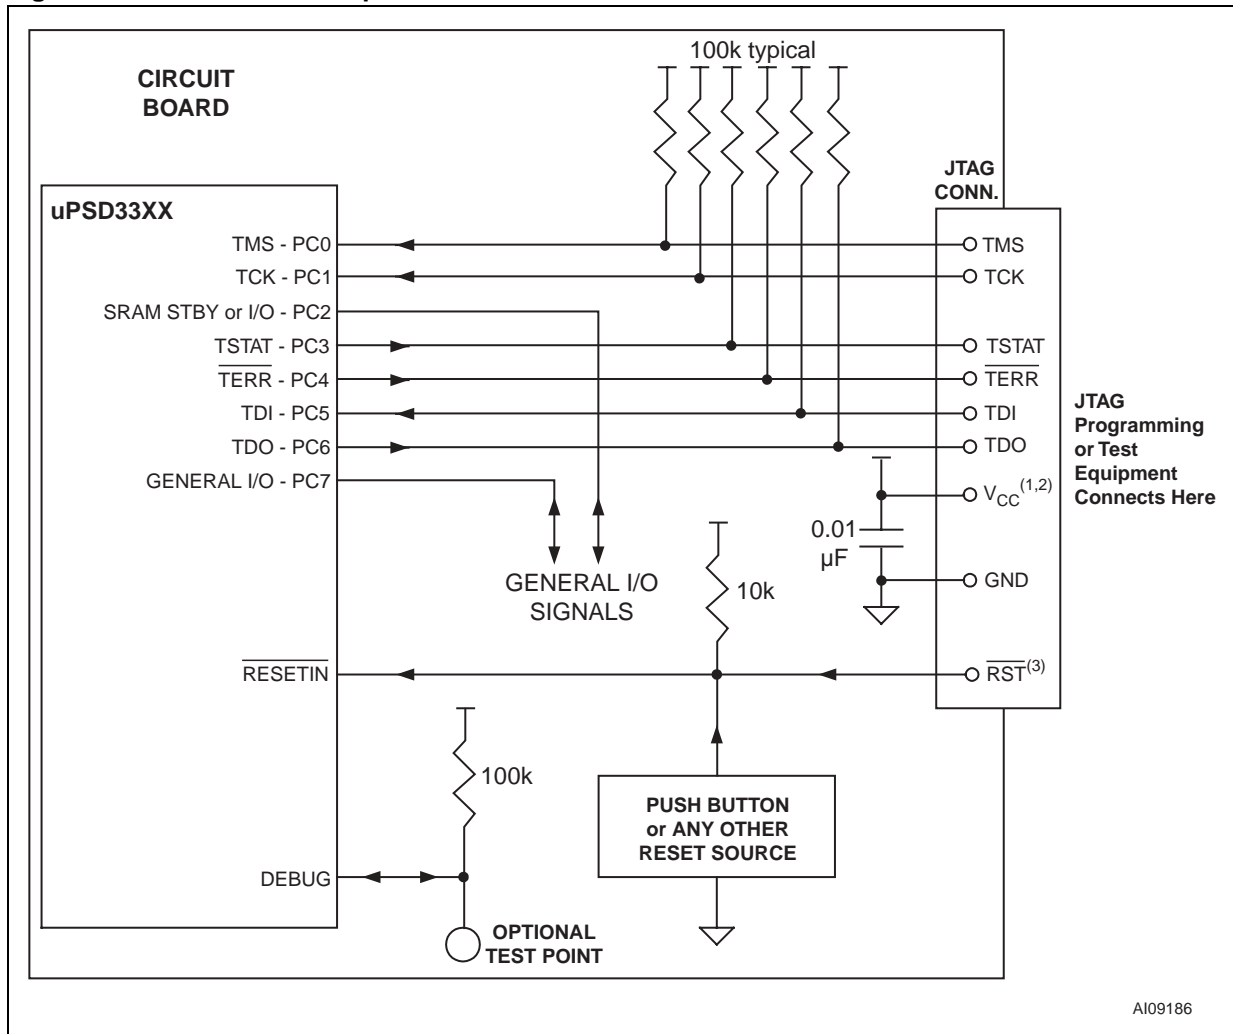 100k typical
CIRCUIT
BOARD
JTAG
CONN.
uPSD33XX
TMS - PC0
TMS
TCK - PC1
TCK
SRAM STBY or I/O - PC2
TSTAT - PC3
TSTAT
TERR - PC4
TERR
TDI - PC5
TDI
TDO - PC6
TDO
GENERAL I/O - PC7
JTAG
Programming
or Test
Equipment
Connects Here
VCC(1,2)
0.01
µF
GENERAL I/O
SIGNALS
10k
GND
RESETIN
RST(3)
100k
PUSH BUTTON
or ANY OTHER
RESET SOURCE
DEBUG
OPTIONAL
TEST POINT
AI09186